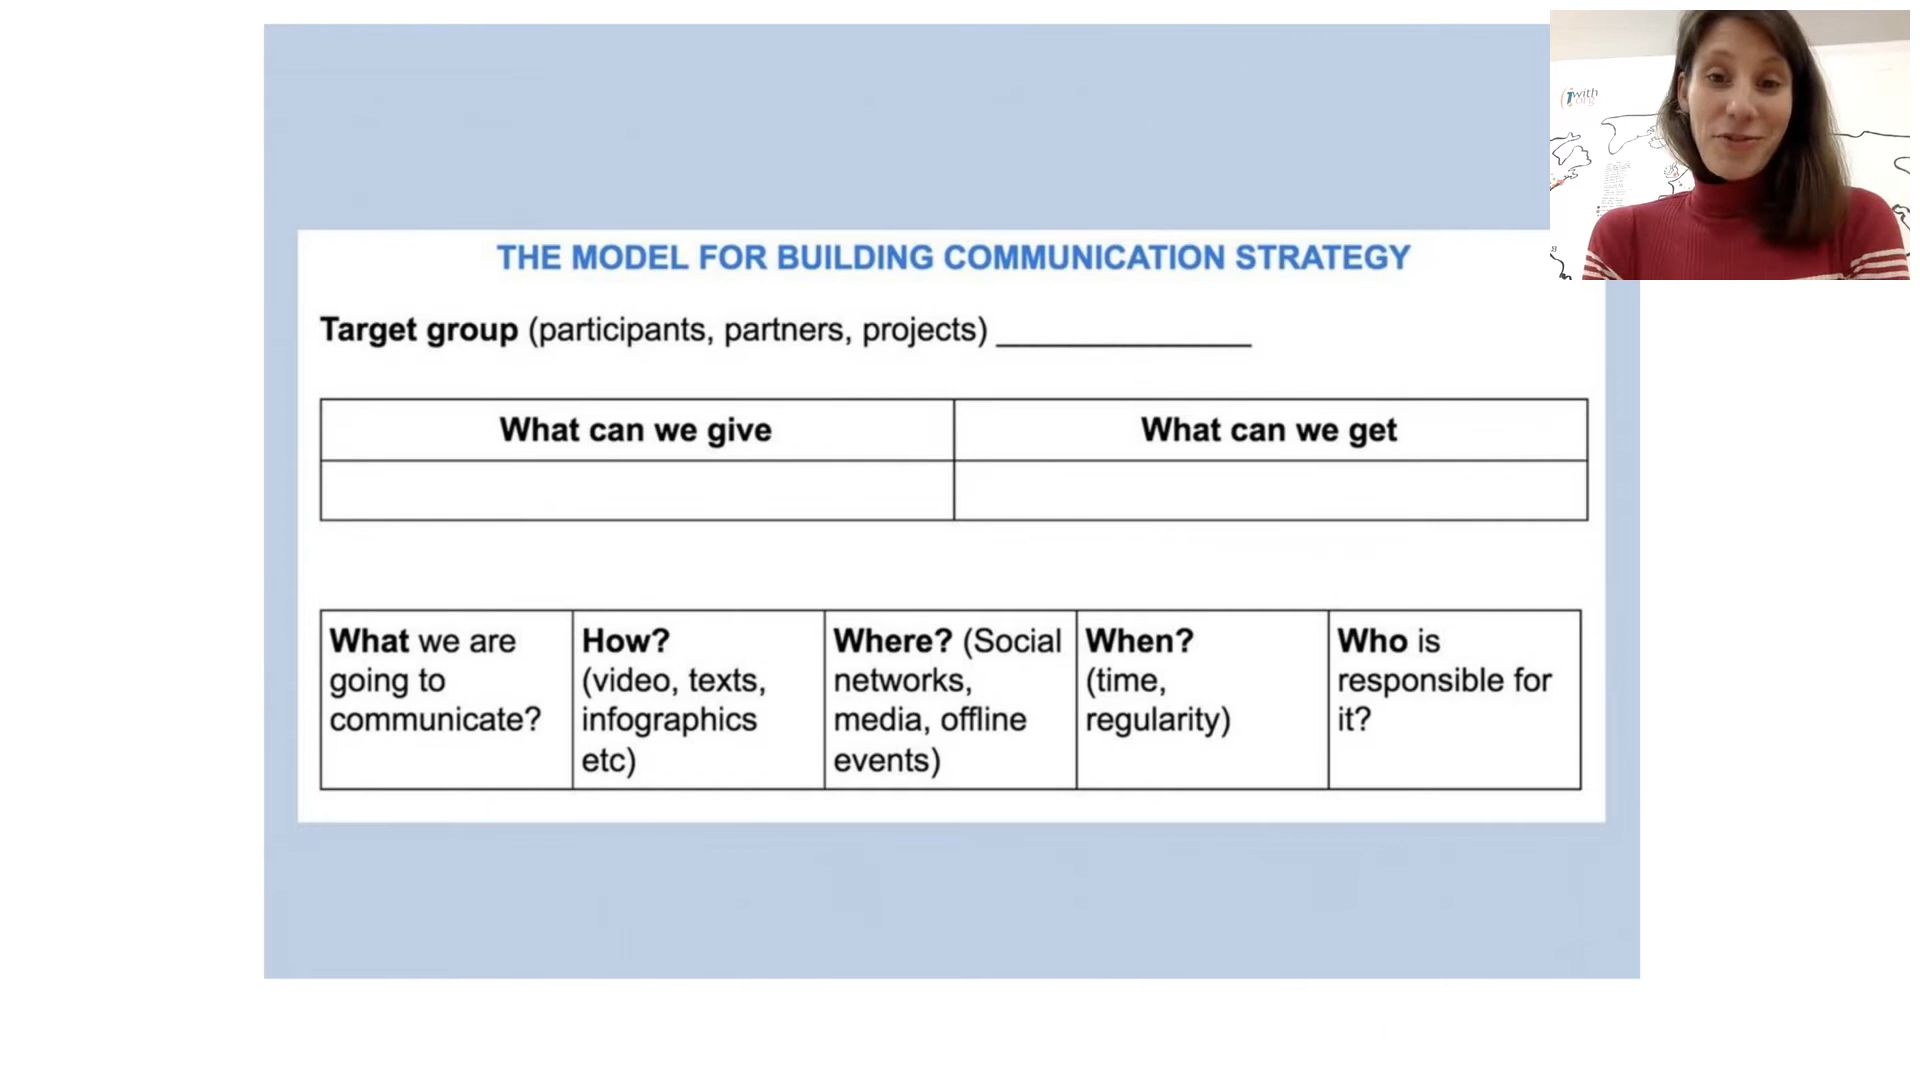 (iwith
.org
THE MODEL FOR BUILDING COMMUNICATION STRATEGY
Target group (participants, partners, projects) _______________
What can we give
What can we get
What we are
going to
communicate?
How?
(video, texts,
infographics
etc)
Where? (Social
networks,
media, offline
events)
When?
(time,
regularity)
Who is
responsible for
it?